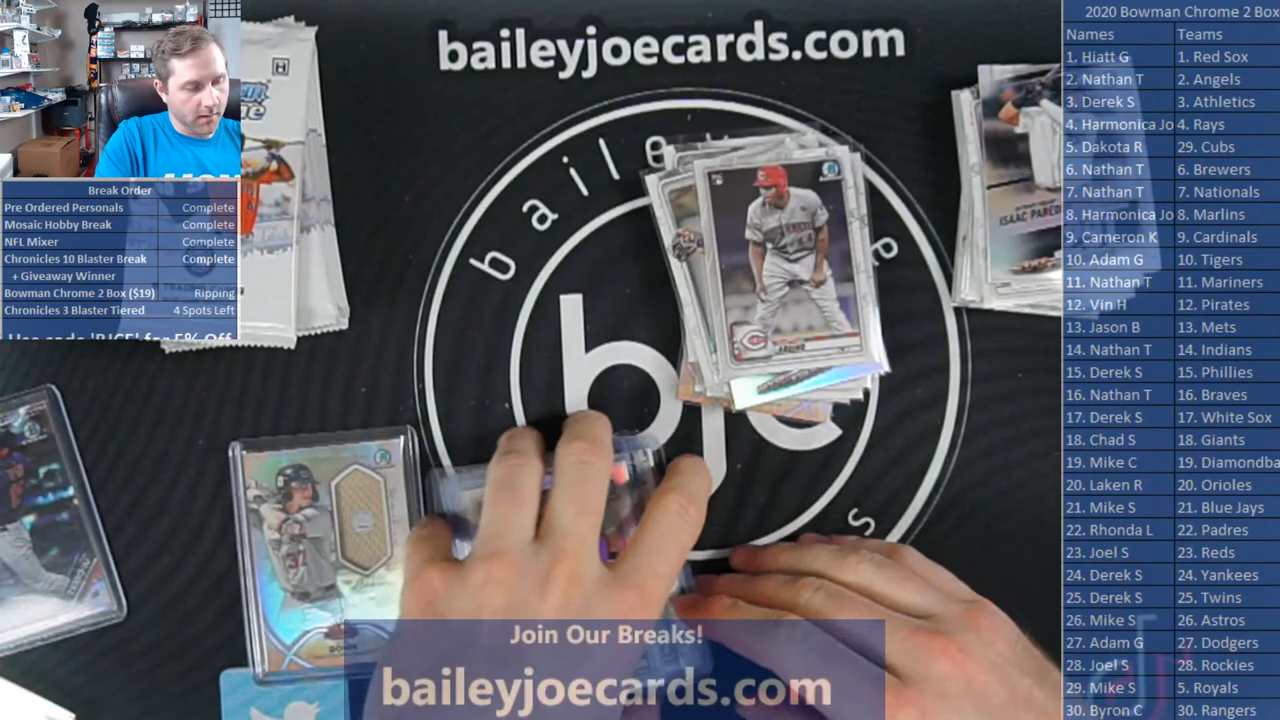 baileyjoecards.com
Break Order
Pre Ordered Personals Complete
Mosaic Hobby Break Complete
NFL Mixer Complete
Chronicles 10 Blaster Break Complete
+ Giveaway Winner
Bowman Chrome 2 Box ($19) Ripping
Chronicles 3 Blaster Tiered 4 Spots Left
2020 Bowman Chrome 2 Box
Names Teams
1. Hiatt G 1. Red Sox
2. Nathan T 2. Angels
3. Derek S 3. Athletics
4. Harmonica Jo 4. Rays
5. Dakota R 29. Cubs
6. Nathan T 6. Brewers
7. Nathan T 7. Nationals
8. Harmonica Jo 8. Marlins
9. Cameron K 9. Cardinals
10. Adam G 10. Tigers
11. Nathan T 11. Mariners
12. Vin H 12. Pirates
13. Jason B 13. Mets
14. Nathan T 14. Indians
15. Derek S 15. Phillies
16. Nathan T 16. Braves
17. Derek S 17. White Sox
18. Chad S 18. Giants
19. Mike C 19. Diamondba
20. Laken R 20. Orioles
21. Mike S 21. Blue Jays
22. Rhonda L 22. Padres
23. Joel S 23. Reds
24. Derek S 24. Yankees
25. Derek S 25. Twins
26. Mike S 26. Astros
27. Adam G 27. Dodgers
28. Joel S 28. Rockies
29. Mike S 5. Royals
30. Byron C 30. Rangers
baile
e
s
bjc
ISAAC PARED
BOHM
Join Our Breaks!
baileyjoecards.com